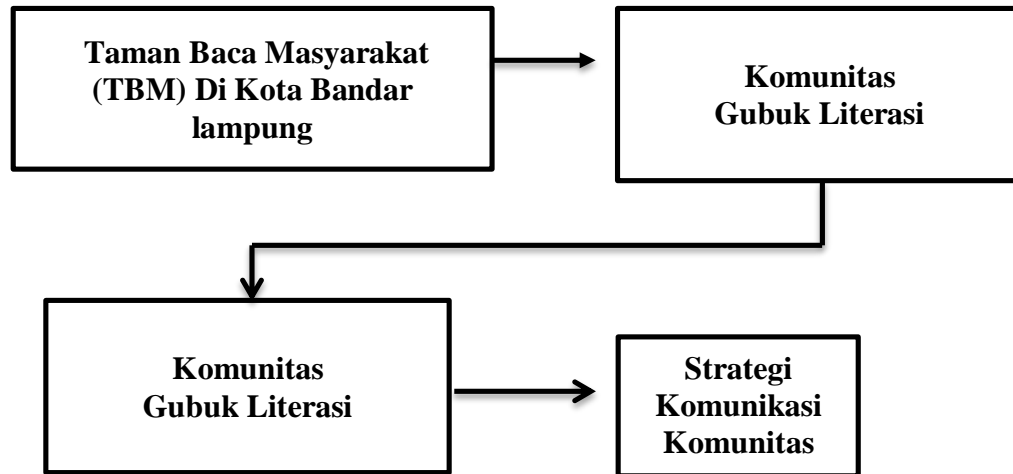 Taman Baca Masyarakat
(TBM) Di Kota Bandar
lampung
Komunitas
Gubuk Literasi
Komunitas
Gubuk Literasi
Strategi
Komunikasi
Komunitas